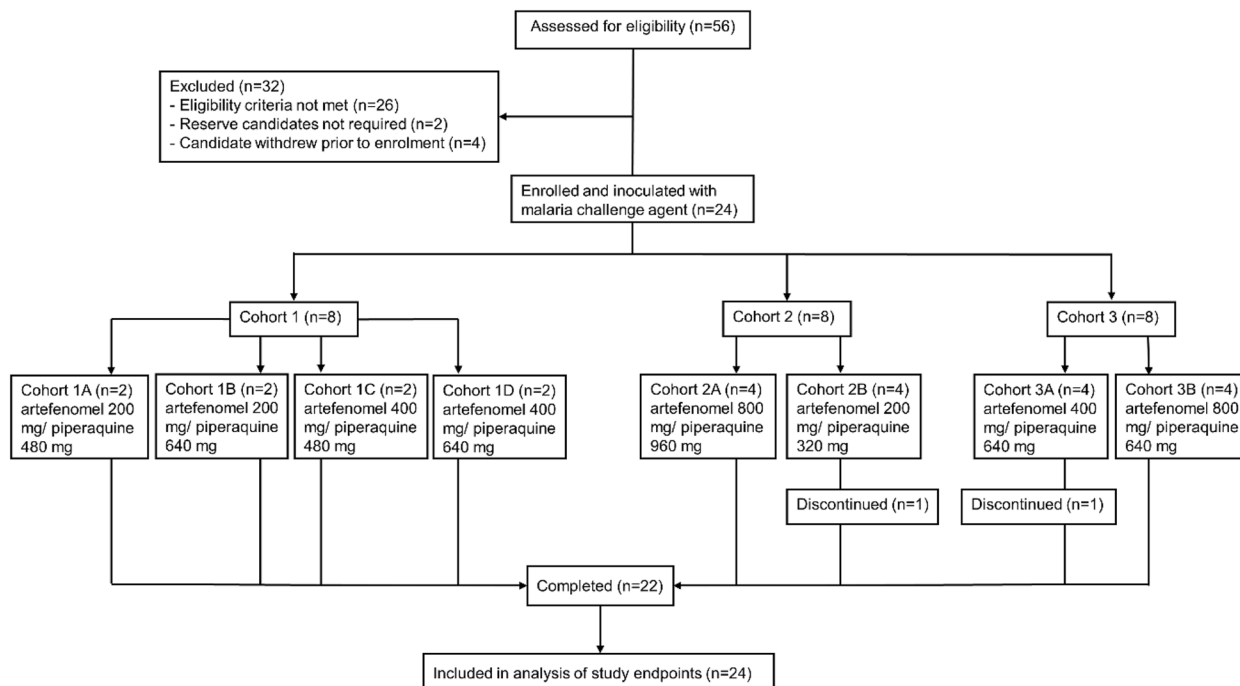 Assessed for eligibility (n=56)
Excluded (n=32)
- Eligibility criteria not met (n=26)
- Reserve candidates not required (n=2)
- Candidate withdrew prior to enrolment (n=4)
Enrolled and inoculated with
malaria challenge agent (n=24)
Cohort 1 (n=8)
Cohort 2 (n=8)
Cohort 3 (n=8)
Cohort 1A (n=2)
artefenomel 200
mg/ piperaquine
480 mg
Cohort 1B (n=2)
artefenomel 200
mg/ piperaquine
640 mg
Cohort 1C (n=2)
artefenomel 400
mg/ piperaquine
480 mg
Cohort 1D (n=2)
artefenomel 400
mg/ piperaquine
640 mg
Cohort 2A (n=4)
artefenomel 800
mg/ piperaquine
960 mg
Cohort 2B (n=4)
artefenomel 200
mg/ piperaquine
320 mg
Cohort 3A (n=4)
artefenomel 400
mg/ piperaquine
640 mg
Cohort 3B (n=4)
artefenomel 800
mg/ piperaquine
640 mg
Discontinued (n=1)
Discontinued (n=1)
Completed (n=22)
Included in analysis of study endpoints (n=24)